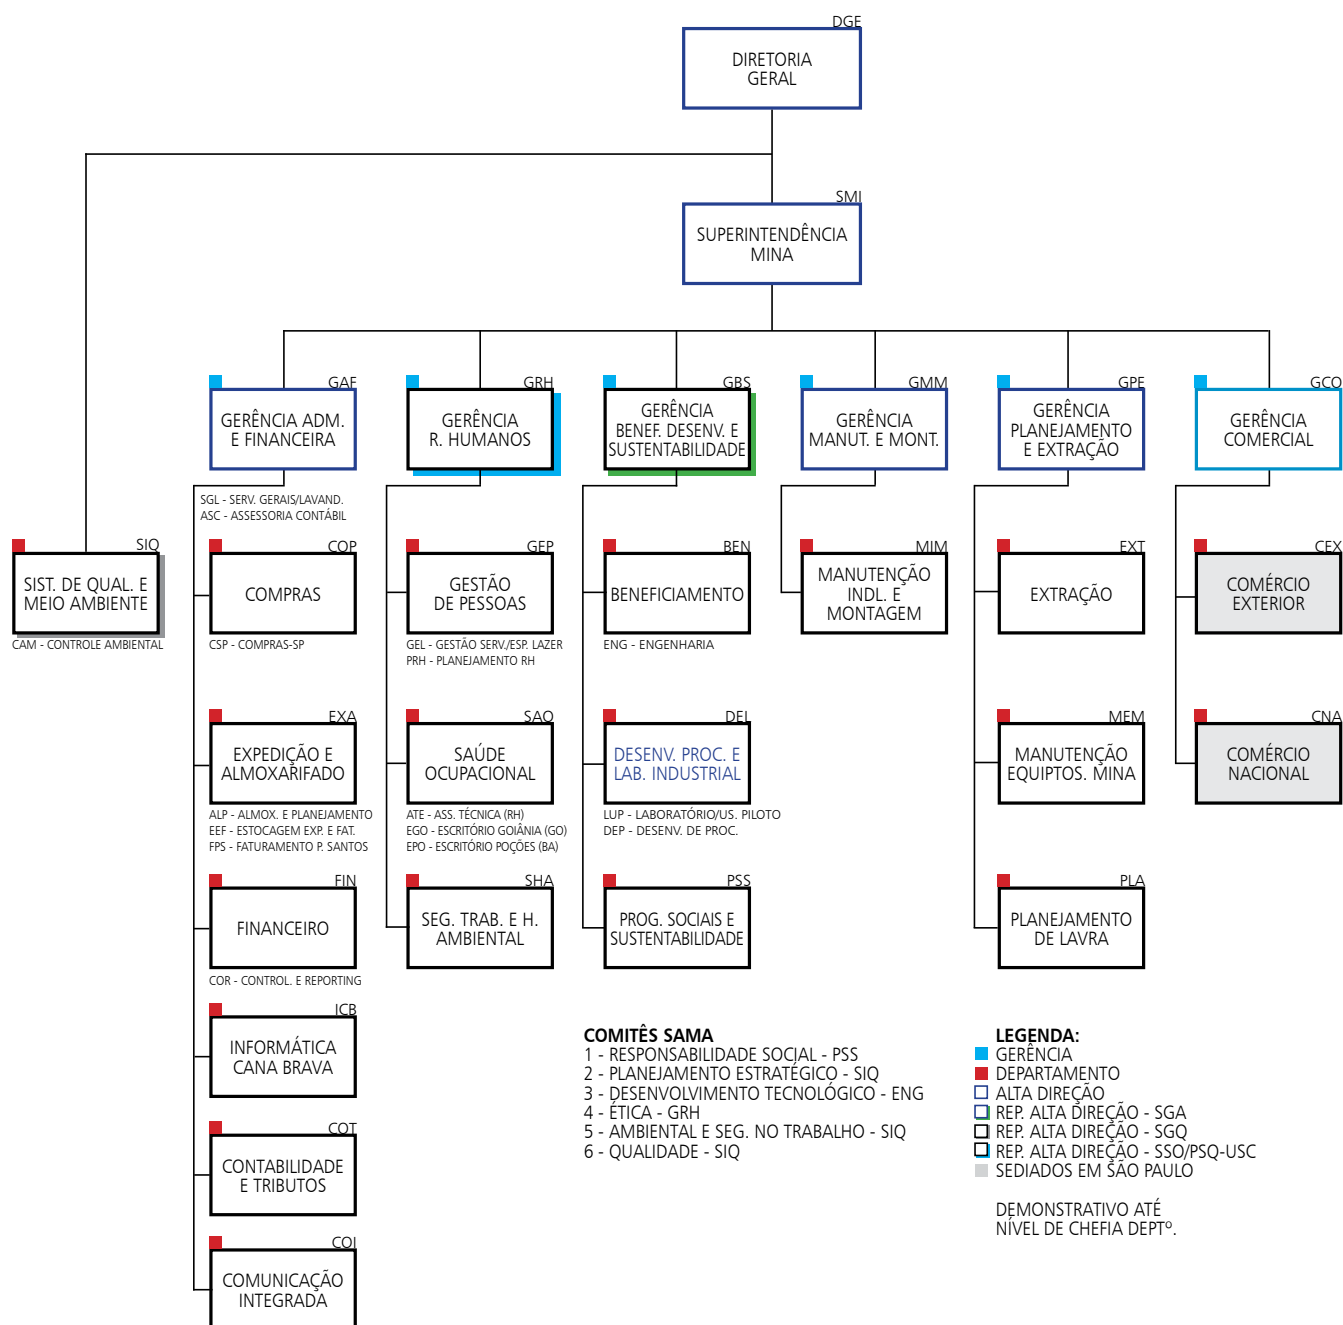 DGE
DIRETORIA
GERAL
SMI
SUPERINTENDÊNCIA
MINA
GAF
GERÊNCIA ADM.
E FINANCEIRA
GRH
GERÊNCIA
R. HUMANOS
GBS
GERÊNCIA
BENEF. DESENV. E
SUSTENTABILIDADE
GMM
GERÊNCIA
MANUT. E MONT.
GPE
GERÊNCIA
PLANEJAMENTO
E EXTRAÇÃO
GCO
GERÊNCIA
COMERCIAL
SGL - SERV. GERAIS/LAVAND.
ASC - ASSESSORIA CONTÁBIL
SIQ
SIST. DE QUAL. E
MEIO AMBIENTE
CAM - CONTROLE AMBIENTAL
COP
COMPRAS
CSP - COMPRAS-SP
GEP
GESTÃO
DE PESSOAS
GEL - GESTÃO SERV./ESP. LAZER
PRH - PLANEJAMENTO RH
BEN
BENEFICIAMENTO
ENG - ENGENHARIA
MIM
MANUTENÇÃO
INDL. E
MONTAGEM
EXT
EXTRAÇÃO
CEX
COMÉRCIO
EXTERIOR
EXA
EXPEDIÇÃO E
ALMOXARIFADO
ALP - ALMOX. E PLANEJAMENTO
EEF - ESTOCAGEM EXP. E FAT.
FPS - FATURAMENTO P. SANTOS
SAO
SAÚDE
OCUPACIONAL
ATE - ASS. TÉCNICA (RH)
EGO - ESCRITÓRIO GOIÂNIA (GO)
EPO - ESCRITÓRIO POÇÕES (BA)
DEL
DESENV. PROC. E
LAB. INDUSTRIAL
LUP - LABORATÓRIO/US. PILOTO
DEP - DESENV. DE PROC.
MEM
MANUTENÇÃO
EQUIPTOS. MINA
CNA
COMÉRCIO
NACIONAL
FIN
FINANCEIRO
COR - CONTROL. E REPORTING
SHA
SEG. TRAB. E H.
AMBIENTAL
PSS
PROG. SOCIAIS E
SUSTENTABILIDADE
PLA
PLANEJAMENTO
DE LAVRA
ICB
INFORMÁTICA
CANA BRAVA
COT
CONTABILIDADE
E TRIBUTOS
COI
COMUNICAÇÃO
INTEGRADA
COMITÊS SAMA
1 - RESPONSABILIDADE SOCIAL - PSS
2 - PLANEJAMENTO ESTRATÉGICO - SIQ
3 - DESENVOLVIMENTO TECNOLÓGICO - ENG
4 - ÉTICA - GRH
5 - AMBIENTAL E SEG. NO TRABALHO - SIQ
6 - QUALIDADE - SIQ
LEGENDA:
GERÊNCIA
DEPARTAMENTO
ALTA DIREÇÃO
REP. ALTA DIREÇÃO - SGA
REP. ALTA DIREÇÃO - SGQ
REP. ALTA DIREÇÃO - SSO/PSQ-USC
SEDIADOS EM SÃO PAULO
DEMONSTRATIVO ATÉ
NÍVEL DE CHEFIA DEPTº.